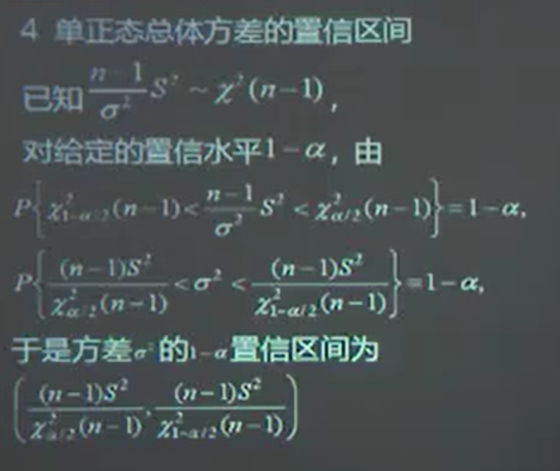 4 单正态总体方差的置信区间
已知 \frac{n-1}{\sigma^2}S^2 \sim \chi^2(n-1),
对给定的置信水平1-α, 由
P\left\{\chi^2_{1-\alpha/2}(n-1)<\frac{n-1}{\sigma^2}S^2<\chi^2_{\alpha/2}(n-1)\right\}=1-\alpha,
P\left\{\frac{(n-1)S^2}{\chi^2_{\alpha/2}(n-1)}<\sigma^2<\frac{(n-1)S^2}{\chi^2_{1-\alpha/2}(n-1)}\right\}=1-\alpha,
于是方差σ²的1-α置信区间为
\left(\frac{(n-1)S^2}{\chi^2_{\alpha/2}(n-1)},\frac{(n-1)S^2}{\chi^2_{1-\alpha/2}(n-1)}\right)